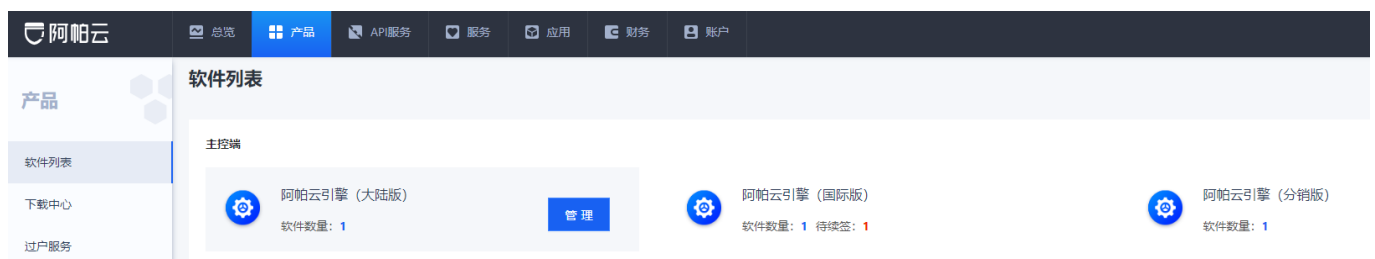 阿帕云 总览 产品 API服务 服务 应用 财务 账户
产品
软件列表
下载中心
过户服务
软件列表
主控端
阿帕云引擎（大陆版）
软件数量：1
管 理
阿帕云引擎（国际版）
软件数量：1 待续签：1
阿帕云引擎（分销版）
软件数量：1